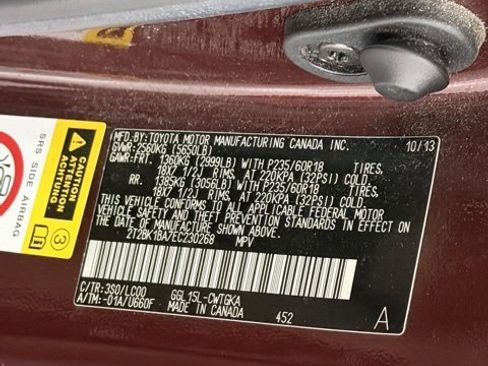 MFD. BY:TOYOTA MOTOR MANUFACTURING CANADA INC. 10/13
GVWR: 2560KG (5650LB)
GAWR: FRT. 1360KG (2999LB) WITH P235/60R18 TIRES,
18X7 1/2J RIMS, AT 220KPA (32PSI) COLD
RR. 1385KG (3056LB) WITH P235/60R18 TIRES,
18X7 1/2J RIMS, AT 220KPA (32PSI) COLD
THIS VEHICLE CONFORMS TO ALL APPLICABLE FEDERAL MOTOR
VEHICLE SAFETY AND THEFT PREVENTION STANDARDS IN EFFECT
ON THE DATE OF MANUFACTURE SHOWN ABOVE.
2T2BK1BA/EC230268 MPV
C/TR: 3S0/LC00 GGL15L-CWTGKA
A/TM: -01A/U660F MADE IN CANADA 452 A
SRS SIDE AIRBAG
ACHTUNG
ATTENTION
3